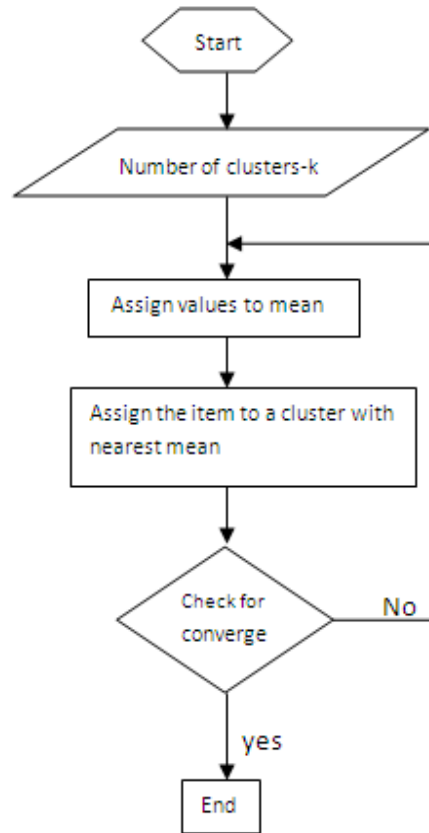 Start
Number of clusters-k
Assign values to mean
Assign the item to a cluster with
nearest mean
Check for
converge
No
yes
End